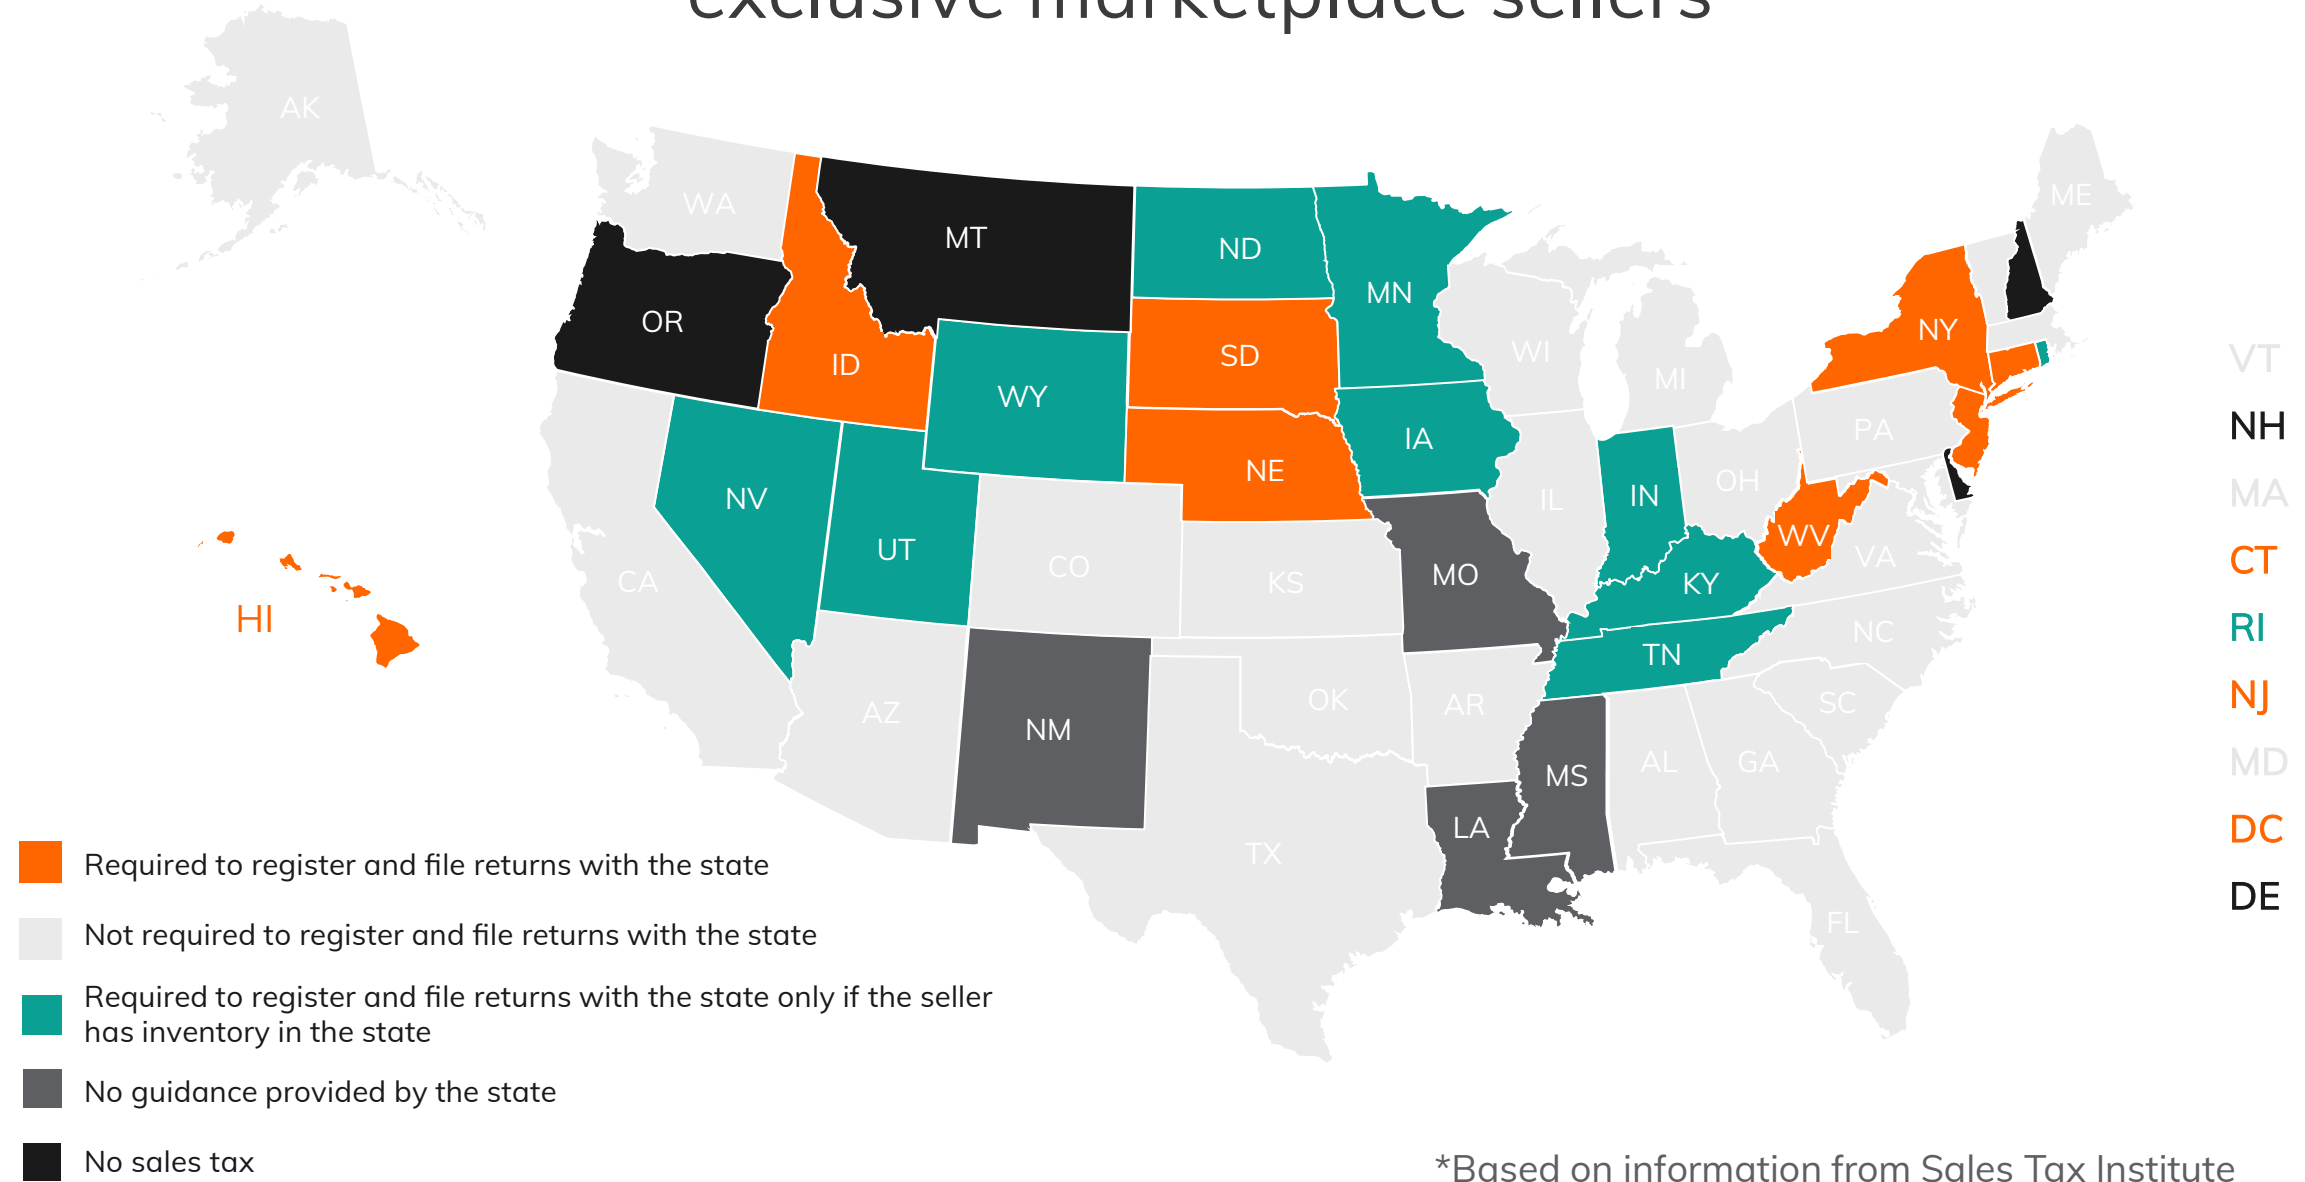 exclusive marketplace sellers
AK
WA
ME
MT
ND
MN
OR
NY
WI
SD
VT
ID
MI
WY
NH
PA
IA
NE
OH
MA
NV
IN
IL
WV
UT
VA
CT
CO
MO
CA
KS
KY
HI
RI
NC
TN
NJ
OK
SC
AR
AZ
NM
MD
MS
AL
GA
LA
DC
TX
Required to register and file returns with the state
DE
FL
Not required to register and file returns with the state
Required to register and file returns with the state only if the seller
has inventory in the state
No guidance provided by the state
No sales tax
*Based on information from Sales Tax Institute